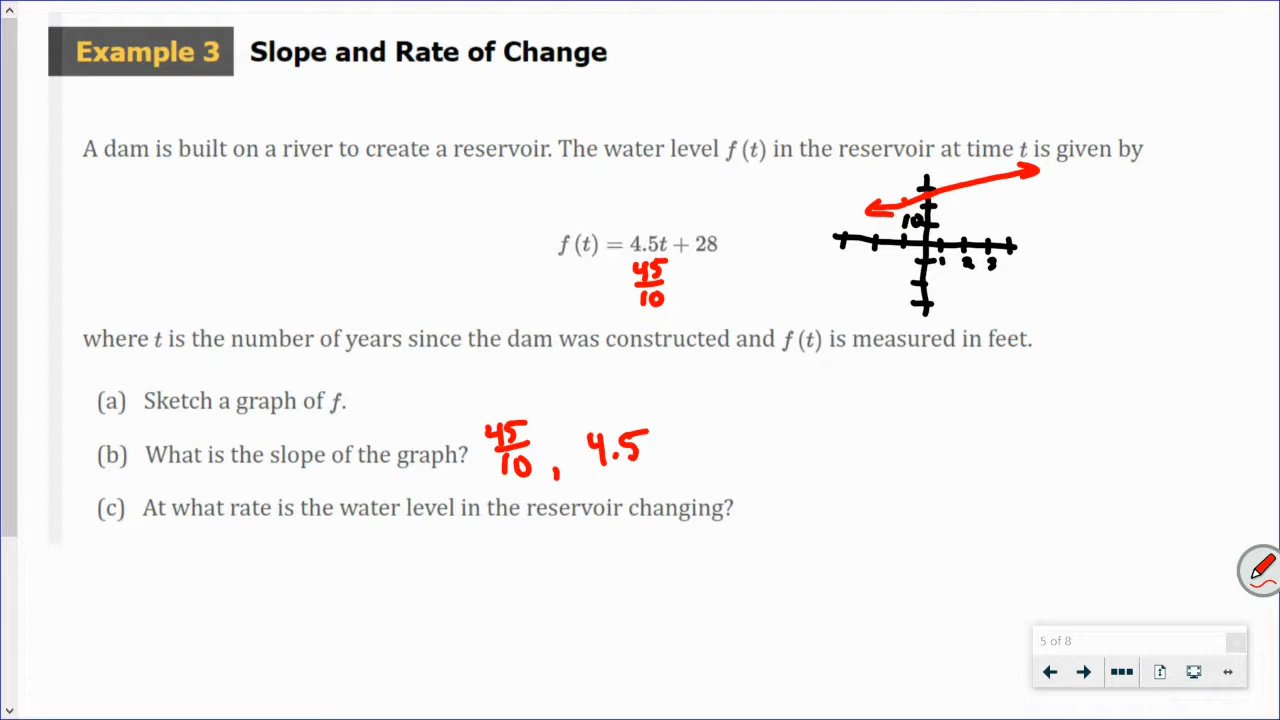 Example 3 Slope and Rate of Change
A dam is built on a river to create a reservoir. The water level f (t) in the reservoir at time t is given by
10
f (t) = 4.5t + 28
1 2 3
45
10
where t is the number of years since the dam was constructed and f (t) is measured in feet.
(a) Sketch a graph of f.
(b) What is the slope of the graph? 45/10 , 4.5
(c) At what rate is the water level in the reservoir changing?
5 of 8